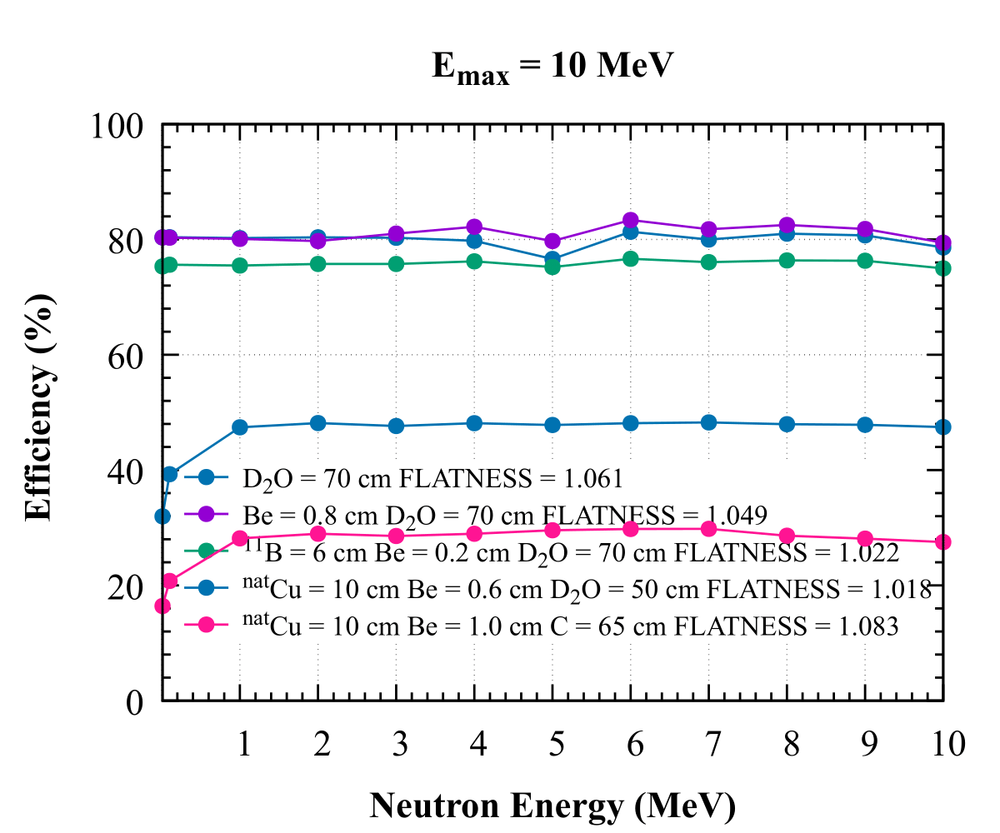 Emax = 10 MeV
100
80
60
40
20
0
Efficiency (%)
D2O = 70 cm FLATNESS = 1.061
Be = 0.8 cm D2O = 70 cm FLATNESS = 1.049
11B = 6 cm Be = 0.2 cm D2O = 70 cm FLATNESS = 1.022
natCu = 10 cm Be = 0.6 cm D2O = 50 cm FLATNESS = 1.018
natCu = 10 cm Be = 1.0 cm C = 65 cm FLATNESS = 1.083
1 2 3 4 5 6 7 8 9 10
Neutron Energy (MeV)